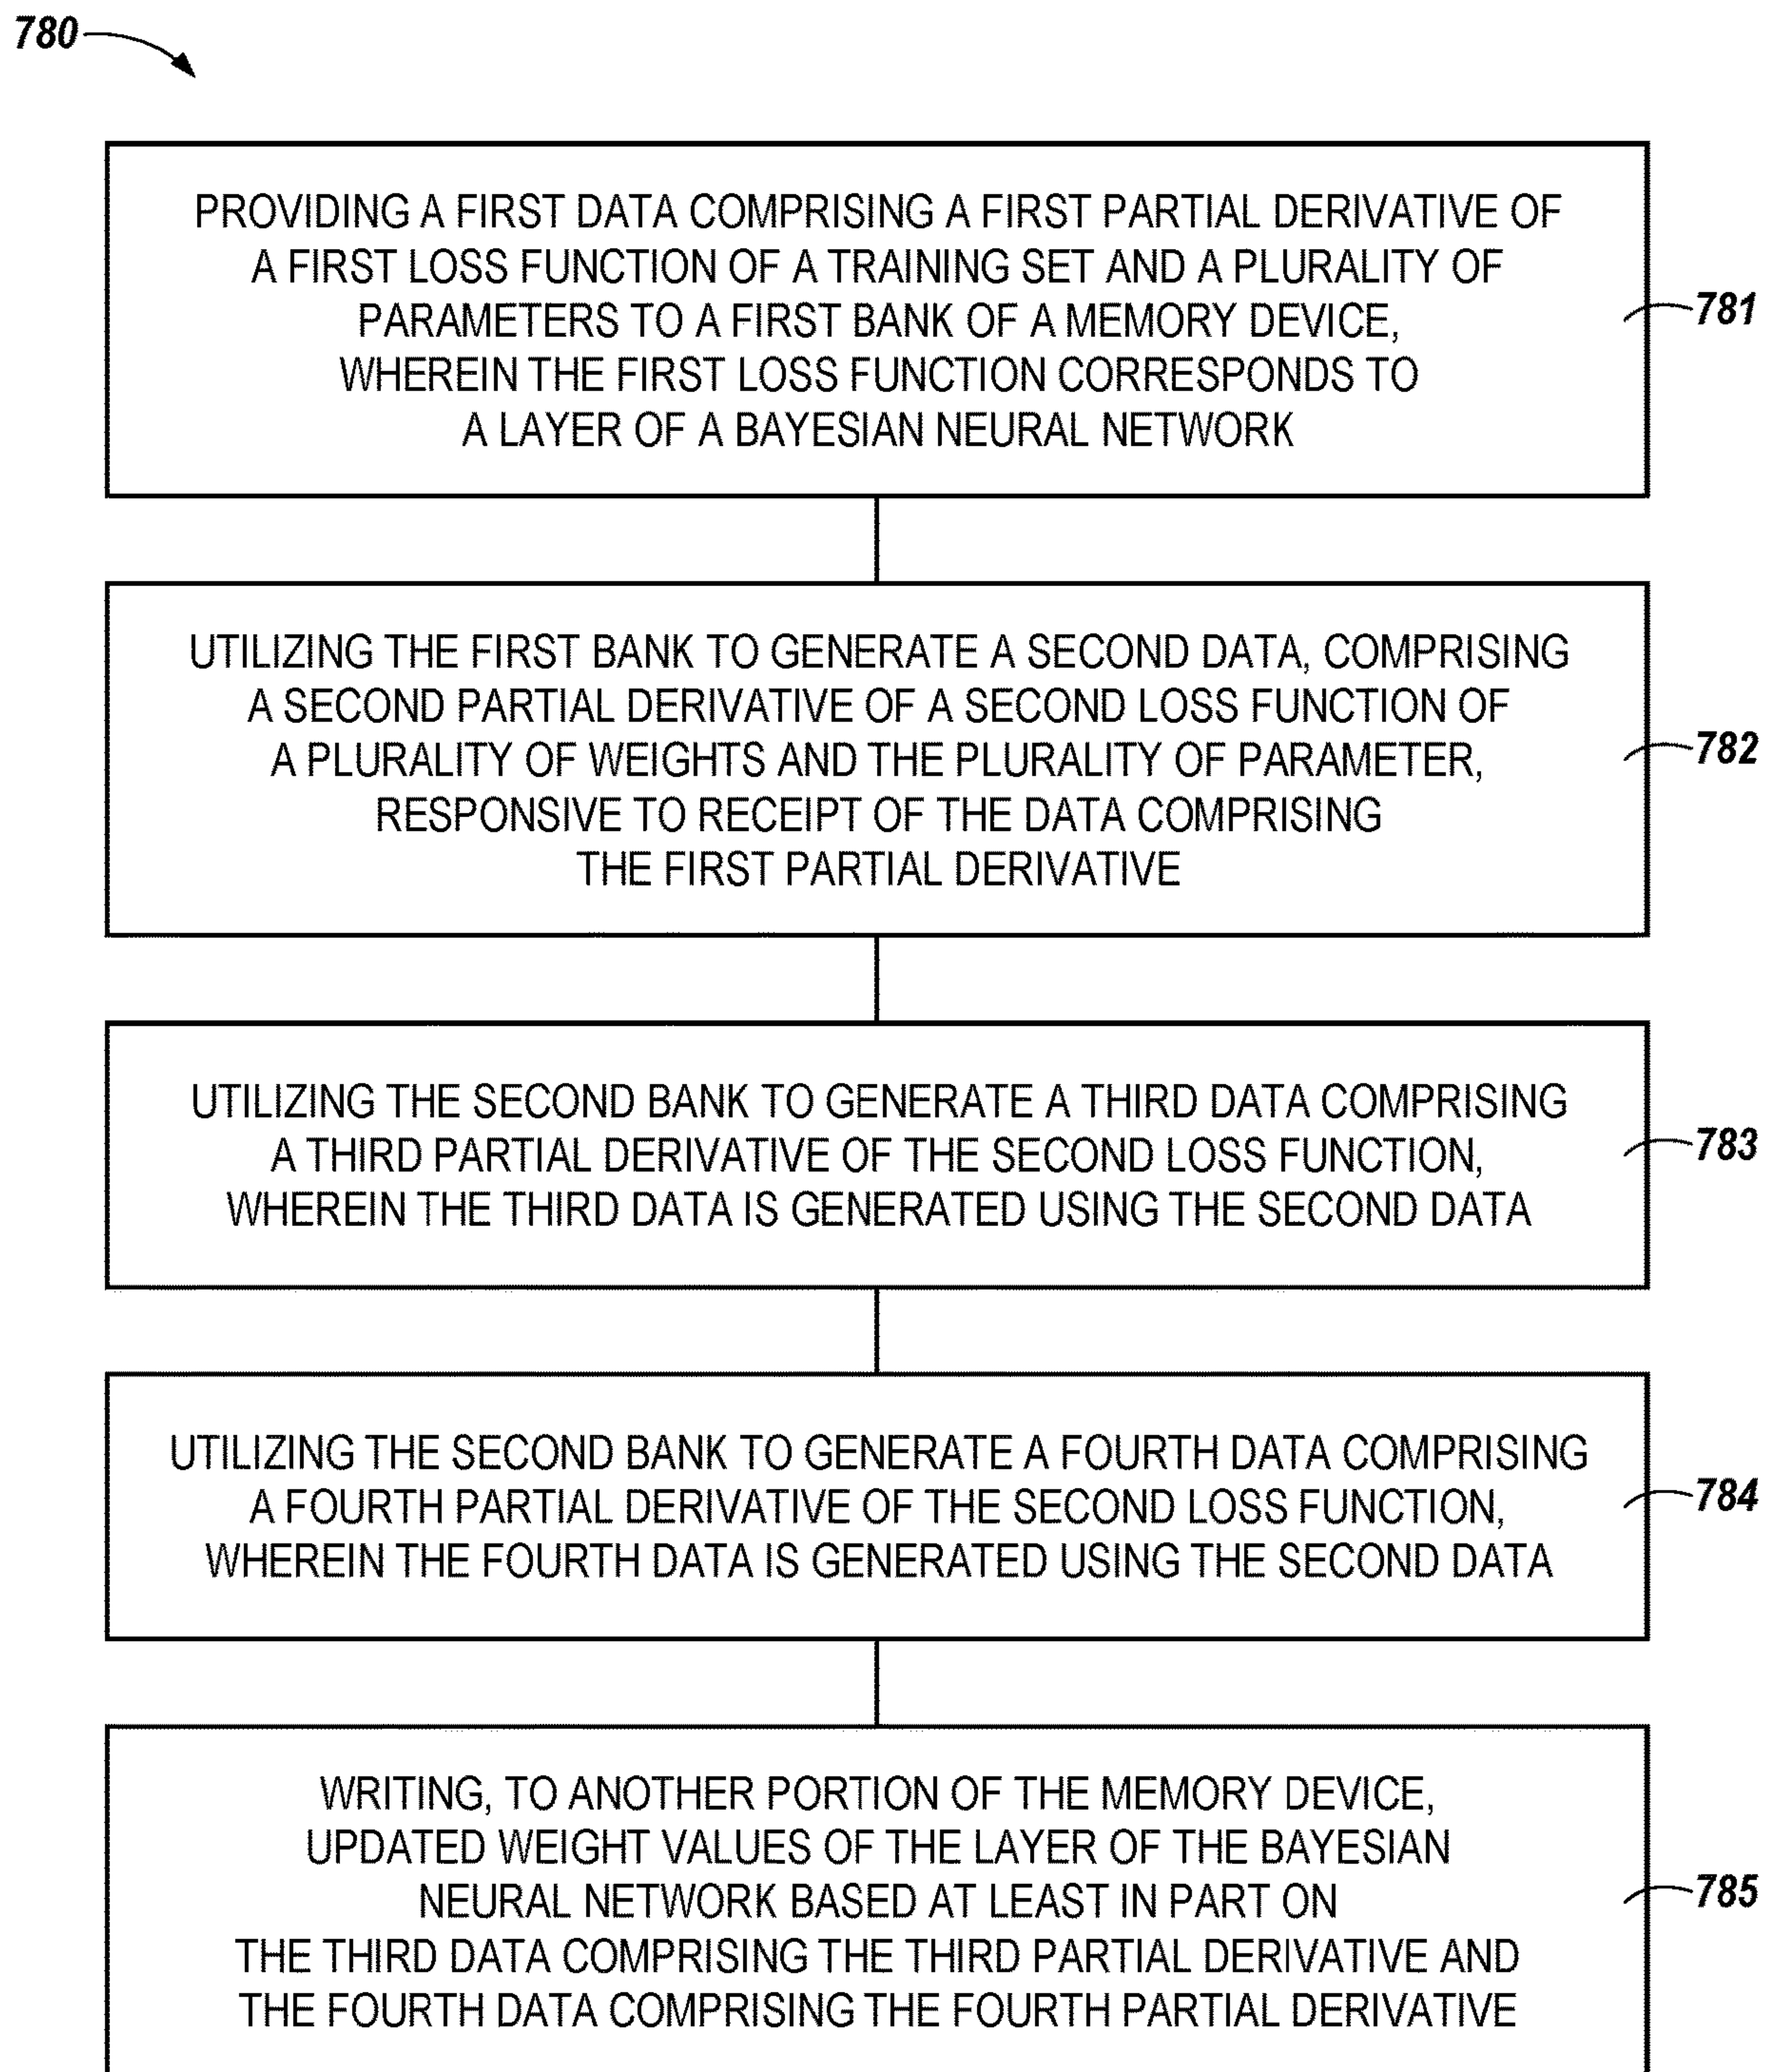 780
PROVIDING A FIRST DATA COMPRISING A FIRST PARTIAL DERIVATIVE OF
A FIRST LOSS FUNCTION OF A TRAINING SET AND A PLURALITY OF
PARAMETERS TO A FIRST BANK OF A MEMORY DEVICE,
WHEREIN THE FIRST LOSS FUNCTION CORRESPONDS TO
A LAYER OF A BAYESIAN NEURAL NETWORK
781
UTILIZING THE FIRST BANK TO GENERATE A SECOND DATA, COMPRISING
A SECOND PARTIAL DERIVATIVE OF A SECOND LOSS FUNCTION OF
A PLURALITY OF WEIGHTS AND THE PLURALITY OF PARAMETER,
RESPONSIVE TO RECEIPT OF THE DATA COMPRISING
THE FIRST PARTIAL DERIVATIVE
782
UTILIZING THE SECOND BANK TO GENERATE A THIRD DATA COMPRISING
A THIRD PARTIAL DERIVATIVE OF THE SECOND LOSS FUNCTION,
WHEREIN THE THIRD DATA IS GENERATED USING THE SECOND DATA
783
UTILIZING THE SECOND BANK TO GENERATE A FOURTH DATA COMPRISING
A FOURTH PARTIAL DERIVATIVE OF THE SECOND LOSS FUNCTION,
WHEREIN THE FOURTH DATA IS GENERATED USING THE SECOND DATA
784
WRITING, TO ANOTHER PORTION OF THE MEMORY DEVICE,
UPDATED WEIGHT VALUES OF THE LAYER OF THE BAYESIAN
NEURAL NETWORK BASED AT LEAST IN PART ON
THE THIRD DATA COMPRISING THE THIRD PARTIAL DERIVATIVE AND
THE FOURTH DATA COMPRISING THE FOURTH PARTIAL DERIVATIVE
785